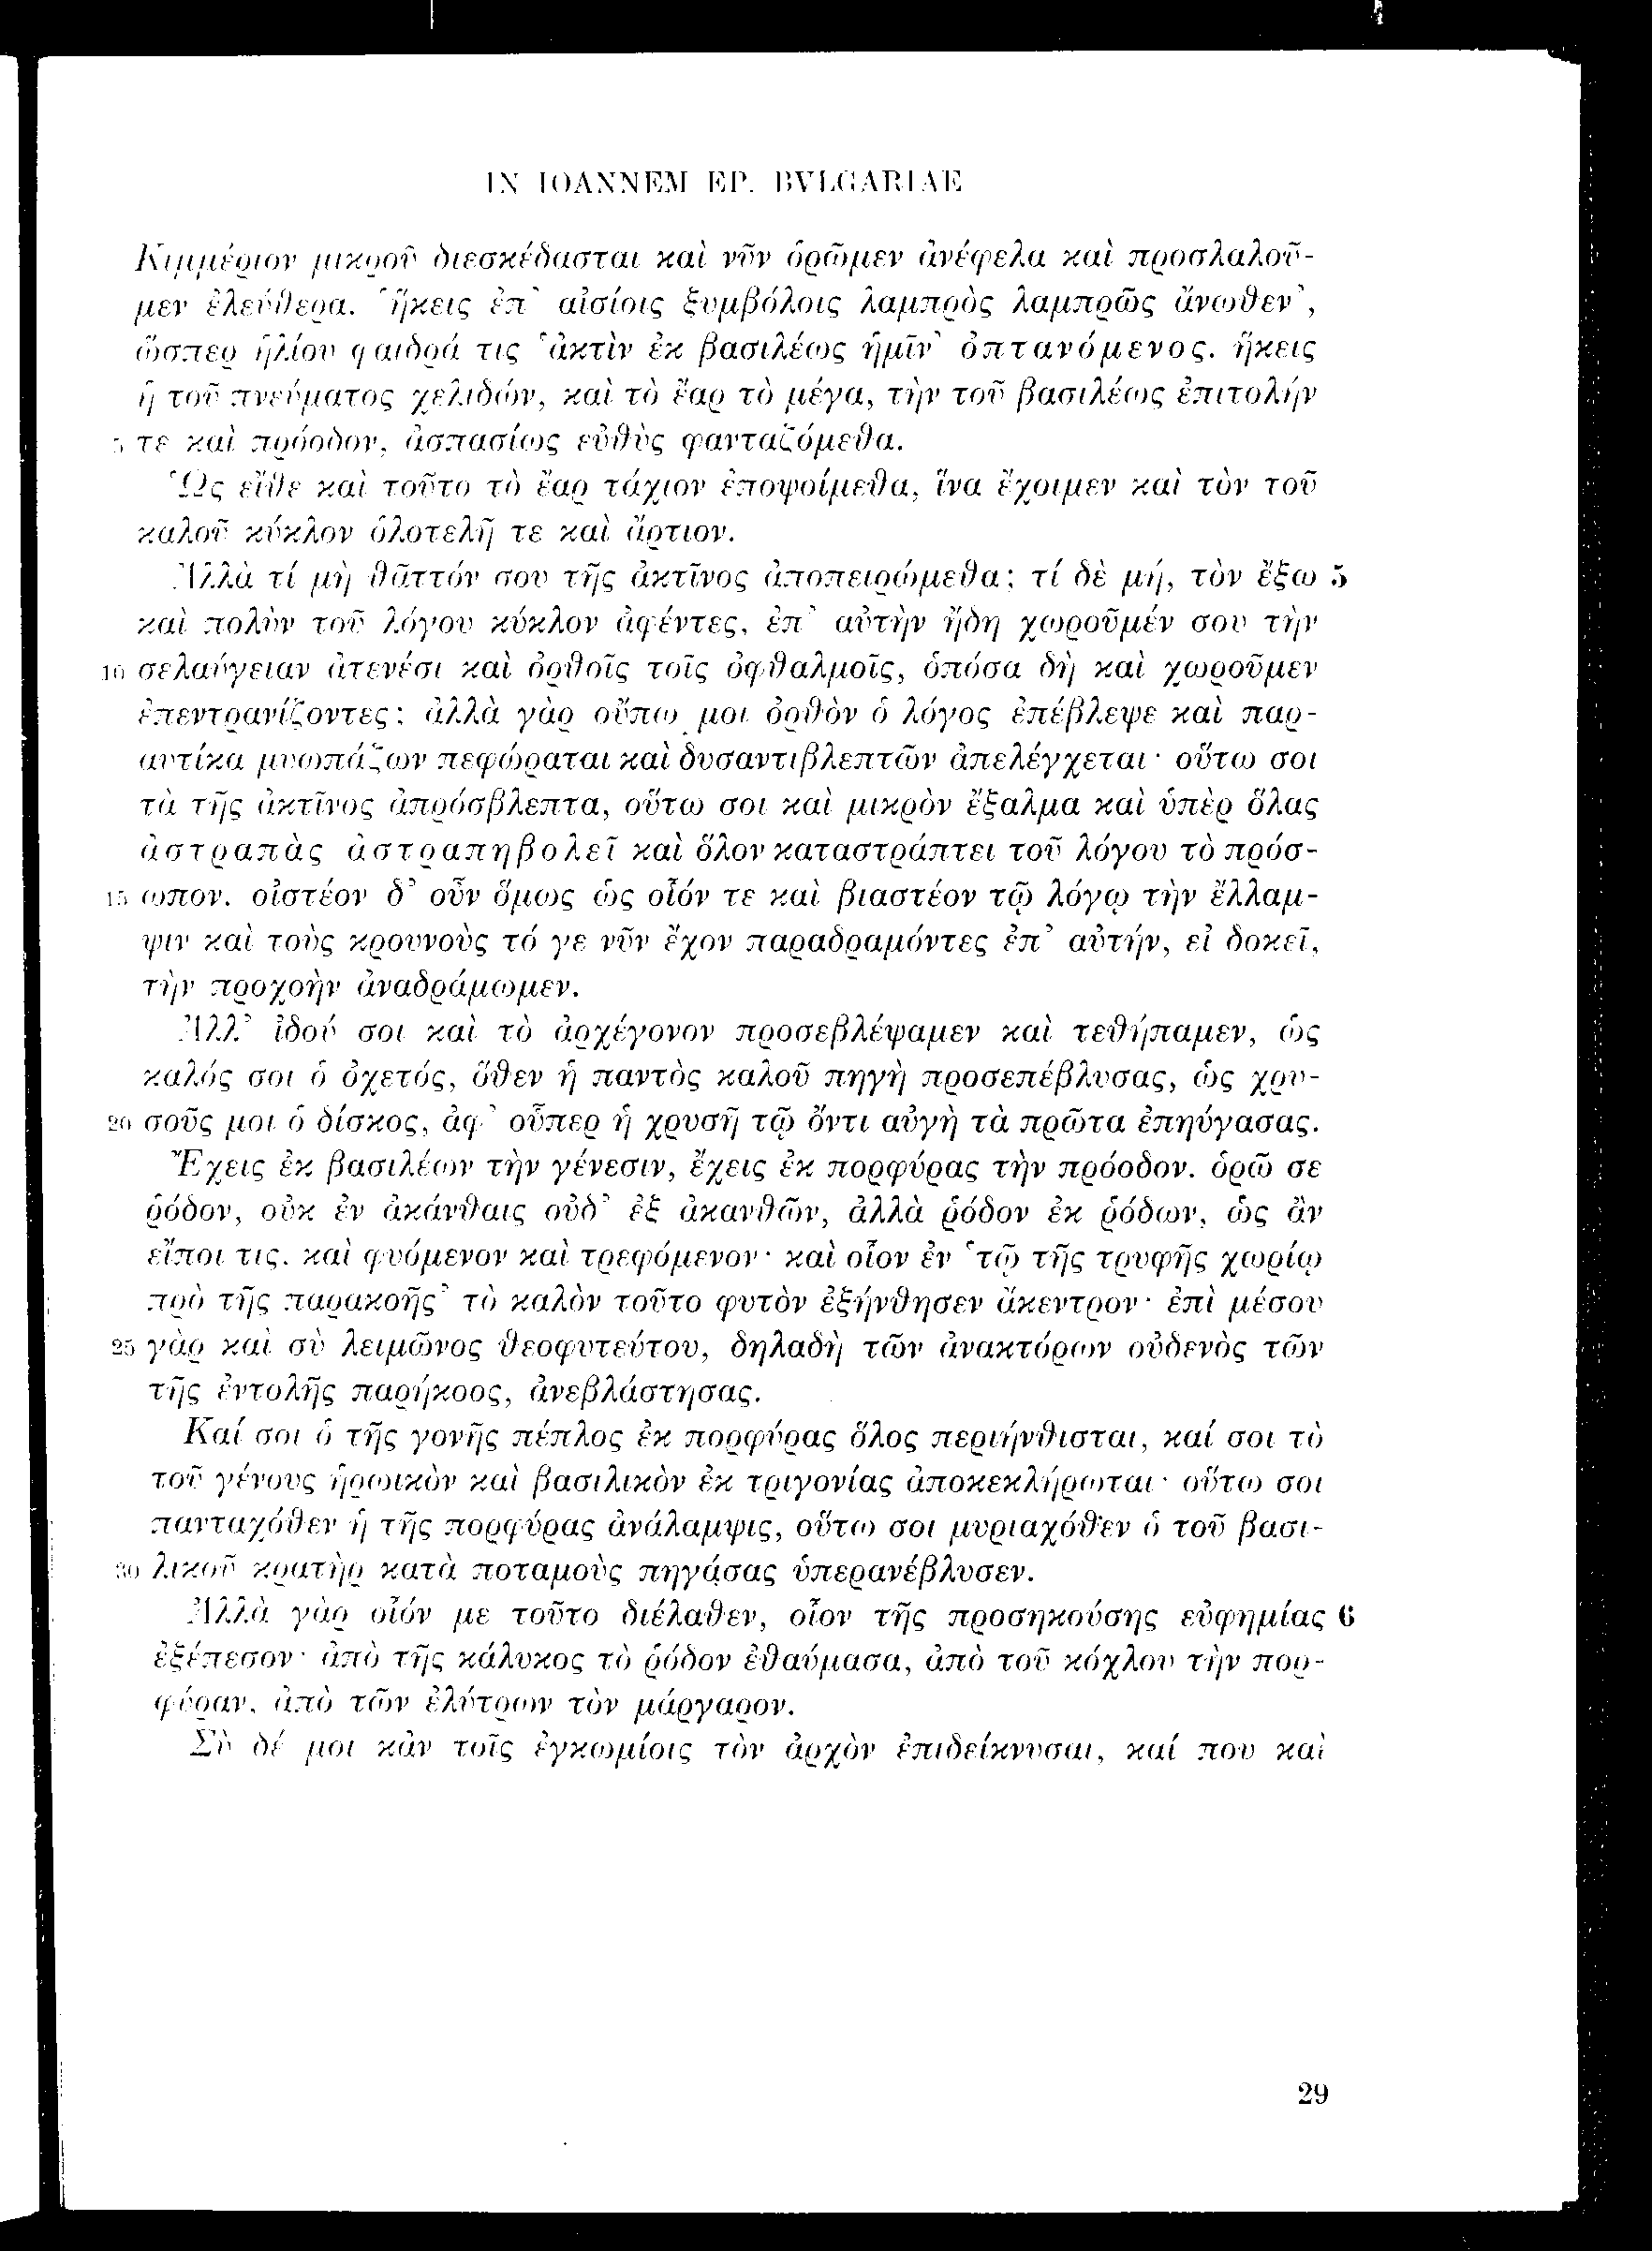 IN IOANNEM EP. BVLGARIAE
Κιμμέριον μικροῦ διεσκέδασται καὶ νῦν ὁρῶμεν ἀνέφελα καὶ προσλαλοῦ-
μεν ἐλεύθερα. ‘ἥκεις ἐπ’ αἰσίοις ξυμβόλοις λαμπρὸς λαμπρῶς ἄνωθεν’,
ὥσπερ ἡλίου φαιδρά τις ‘ἀκτὶν ἐκ βασιλέως ἡμῖν’ ὀπτανόμενος. ἥκεις
ἡ τοῦ πνεύματος χελιδών, καὶ τὸ ἔαρ τὸ μέγα, τὴν τοῦ βασιλέως ἐπιτολήν
5 τε καὶ πρόοδον, ἀσπασίως εὐθὺς φανταζόμεθα.
Ὡς εἴθε καὶ τοῦτο τὸ ἔαρ τάχιον ἐποψοίμεθα, ἵνα ἔχοιμεν καὶ τὸν τοῦ
καλοῦ κύκλον ὁλοτελῆ τε καὶ ἄρτιον.
Ἀλλὰ τί μὴ θᾶττόν σου τῆς ἀκτῖνος ἀποπειρώμεθα; τί δὲ μή, τὸν ἔξω 5
καὶ πολὺν τοῦ λόγου κύκλον ἀφέντες, ἐπ’ αὐτὴν ἤδη χωροῦμέν σου τὴν
10 σελαύγειαν ἀτενέσι καὶ ὀρθοῖς τοῖς ὀφθαλμοῖς, ὁπόσα δὴ καὶ χωροῦμεν
ἐπεντρανίζοντες; ἀλλὰ γὰρ οὔπω μοι ὀρθὸν ὁ λόγος ἐπέβλεψε καὶ παρ-
αυτίκα μυωπάζων πεφώραται καὶ δυσαντιβλεπτῶν ἀπελέγχεται· οὕτω σοι
τὰ τῆς ἀκτῖνος ἀπρόσβλεπτα, οὕτω σοι καὶ μικρὸν ἔξαλμα καὶ ὑπὲρ ὅλας
ἀστραπὰς ἀστραπηβολεῖ καὶ ὅλον καταστράπτει τοῦ λόγου τὸ πρόσ-
15 ωπον. οἰστέον δ’ οὖν ὅμως ὡς οἷόν τε καὶ βιαστέον τῷ λόγῳ τὴν ἔλλαμ-
ψιν καὶ τοὺς κρουνοὺς τό γε νῦν ἔχον παραδραμόντες ἐπ’ αὐτήν, εἰ δοκεῖ,
τὴν προχοὴν ἀναδράμωμεν.
Ἀλλ’ ἰδού σοι καὶ τὸ ἀρχέγονον προσεβλέψαμεν καὶ τεθήπαμεν, ὡς
καλός σοι ὁ ὀχετός, ὅθεν ἡ παντὸς καλοῦ πηγὴ προσεπέβλυσας, ὡς χρυ-
20 σοῦς μοι ὁ δίσκος, ἀφ’ οὗπερ ἡ χρυσῆ τῷ ὄντι αὐγὴ τὰ πρῶτα ἐπηύγασας.
Ἔχεις ἐκ βασιλέων τὴν γένεσιν, ἔχεις ἐκ πορφύρας τὴν πρόοδον. ὁρῶ σε
ῥόδον, οὐκ ἐν ἀκάνθαις οὐδ’ ἐξ ἀκανθῶν, ἀλλὰ ῥόδον ἐκ ῥόδων, ὡς ἂν
εἴποι τις, καὶ φυόμενον καὶ τρεφόμενον· καὶ οἷον ἐν ‘τῷ τῆς τρυφῆς χωρίῳ
πρὸ τῆς παρακοῆς’ τὸ καλὸν τοῦτο φυτὸν ἐξήνθησεν ἄκεντρον· ἐπὶ μέσου
25 γὰρ καὶ σὺ λειμῶνος θεοφυτεύτου, δηλαδὴ τῶν ἀνακτόρων οὐδενὸς τῶν
τῆς ἐντολῆς παρήκοος, ἀνεβλάστησας.
Καί σοι ὁ τῆς γονῆς πέπλος ἐκ πορφύρας ὅλος περιήνθισται, καί σοι τὸ
τοῦ γένους ἡρωικὸν καὶ βασιλικὸν ἐκ τριγονίας ἀποκεκλήρωται· οὕτω σοι
πανταχόθεν ἡ τῆς πορφύρας ἀνάλαμψις, οὕτω σοι μυριαχόθεν ὁ τοῦ βασι-
30 λικοῦ κρατὴρ κατὰ ποταμοὺς πηγάσας ὑπερανέβλυσεν.
Ἀλλὰ γὰρ οἷόν με τοῦτο διέλαθεν, οἷον τῆς προσηκούσης εὐφημίας 6
ἐξέπεσον· ἀπὸ τῆς κάλυκος τὸ ῥόδον ἐθαύμασα, ἀπὸ τοῦ κόχλου τὴν πορ-
φύραν, ἀπὸ τῶν ἐλύτρων τὸν μάργαρον.
Σὺ δέ μοι κἀν τοῖς ἐγκωμίοις τὸν ἀρχὸν ἐπιδείκνυσαι, καί που καὶ
29